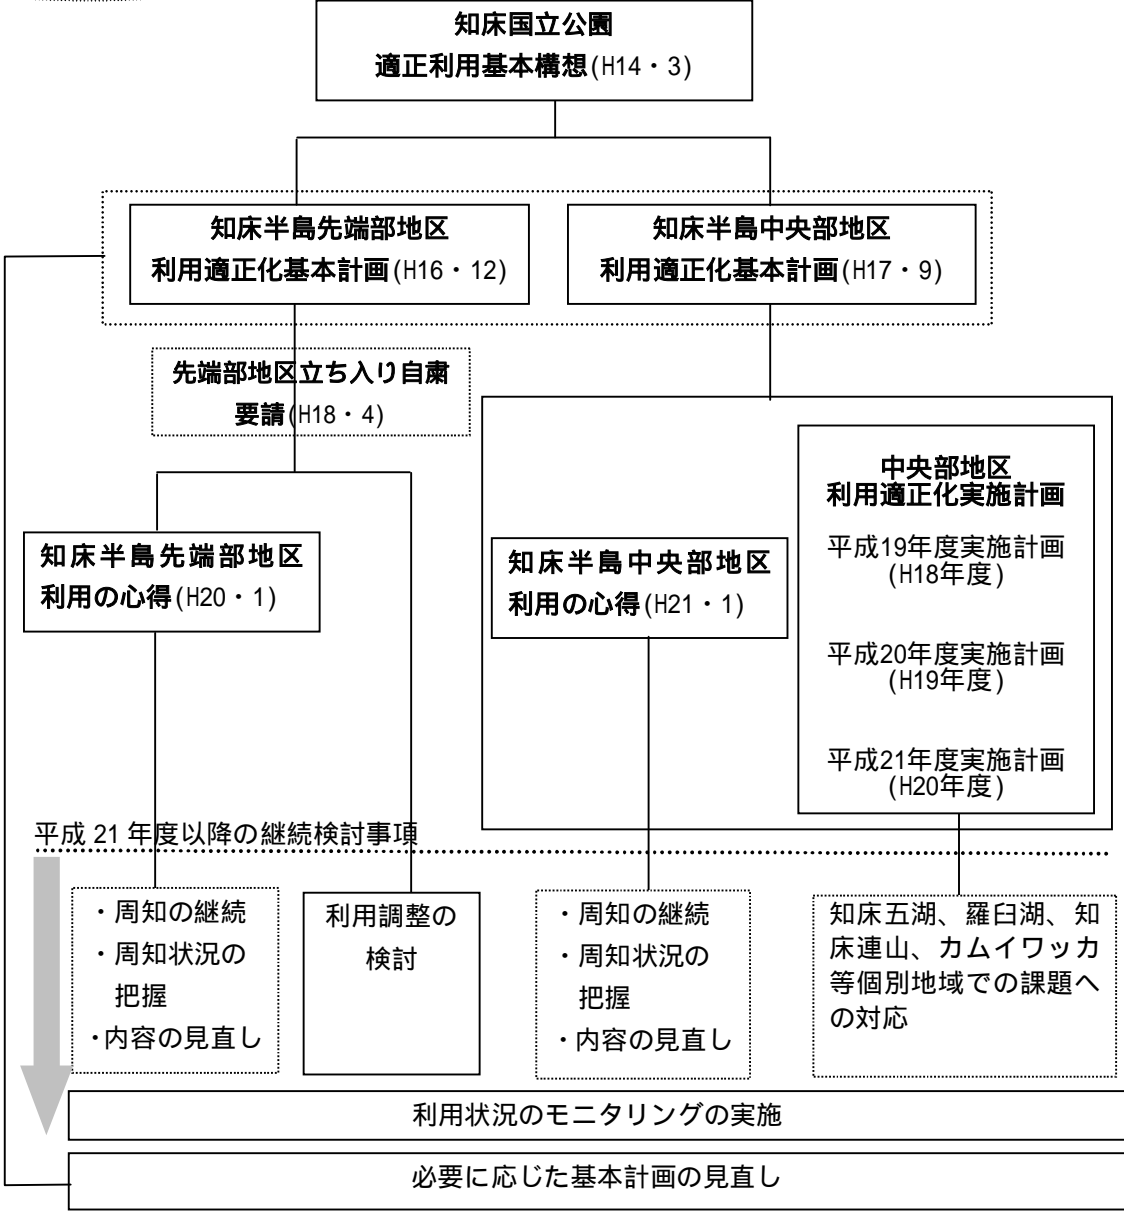 知床国立公園
適正利用基本構想(H14・3)
知床半島先端部地区
利用適正化基本計画(H16・12)
知床半島中央部地区
利用適正化基本計画(H17・9)
先端部地区立ち入り自粛
要請(H18・4)
知床半島先端部地区
利用の心得(H20・1)
知床半島中央部地区
利用の心得(H21・1)
中央部地区
利用適正化実施計画
平成19年度実施計画
(H18年度)
平成20年度実施計画
(H19年度)
平成21年度実施計画
(H20年度)
平成 21 年度以降の継続検討事項
・周知の継続
・周知状況の
把握
・内容の見直し
利用調整の
検討
・周知の継続
・周知状況の
把握
・内容の見直し
知床五湖、羅臼湖、知
床連山、カムイワッカ
等個別地域での課題へ
の対応
利用状況のモニタリングの実施
必要に応じた基本計画の見直し